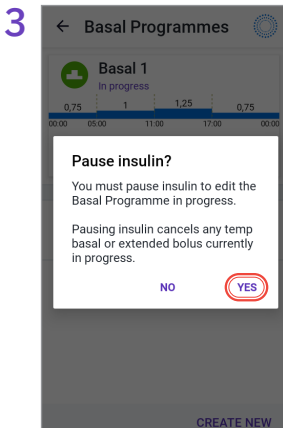 3
Basal Programmes
Basal 1
In progress
0,75 1 1,25 0,75
00:00 05:00 11:00 17:00 00:00
Pause insulin?
You must pause insulin to edit the
Basal Programme in progress.
Pausing insulin cancels any temp
basal or extended bolus currently
in progress.
NO YES
CREATE NEW